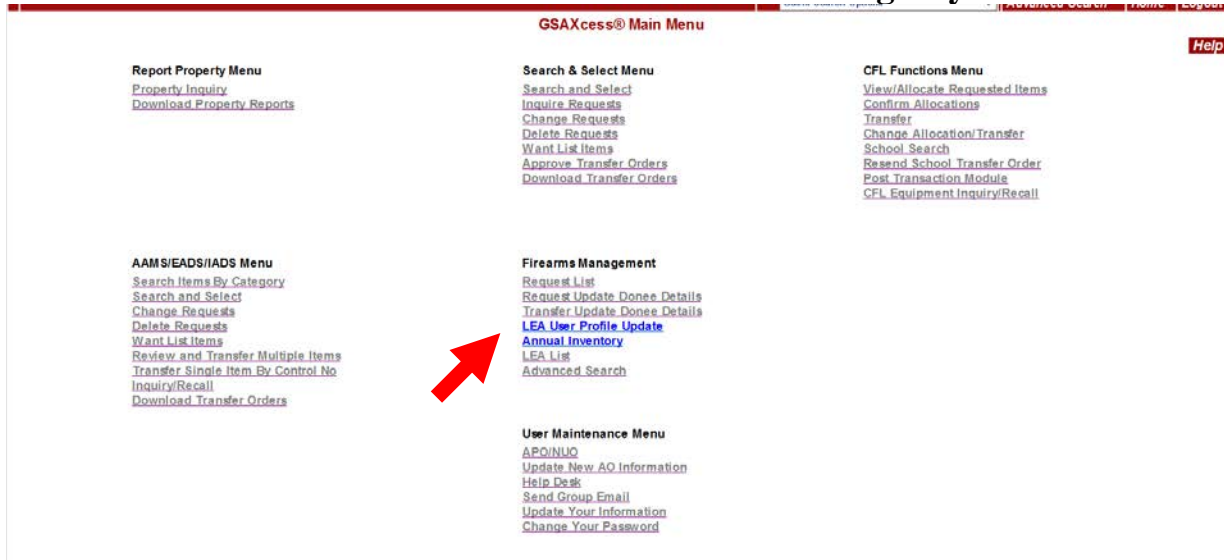 Advanced Search Home Logout
GSAXcess® Main Menu
Help
Report Property Menu
Property Inquiry
Download Property Reports
Search & Select Menu
Search and Select
Inquire Requests
Change Requests
Delete Requests
Want List Items
Approve Transfer Orders
Download Transfer Orders
CFL Functions Menu
View/Allocate Requested Items
Confirm Allocations
Transfer
Change Allocation/Transfer
School Search
Resend School Transfer Order
Post Transaction Module
CFL Equipment Inquiry/Recall
AAMS/EADS/IADS Menu
Search Items By Category
Search and Select
Change Requests
Delete Requests
Want List Items
Review and Transfer Multiple Items
Transfer Single Item By Control No
Inquiry/Recall
Download Transfer Orders
Firearms Management
Request List
Request Update Donee Details
Transfer Update Donee Details
LEA User Profile Update
Annual Inventory
LEA List
Advanced Search
User Maintenance Menu
APO/NUO
Update New AO Information
Help Desk
Send Group Email
Update Your Information
Change Your Password